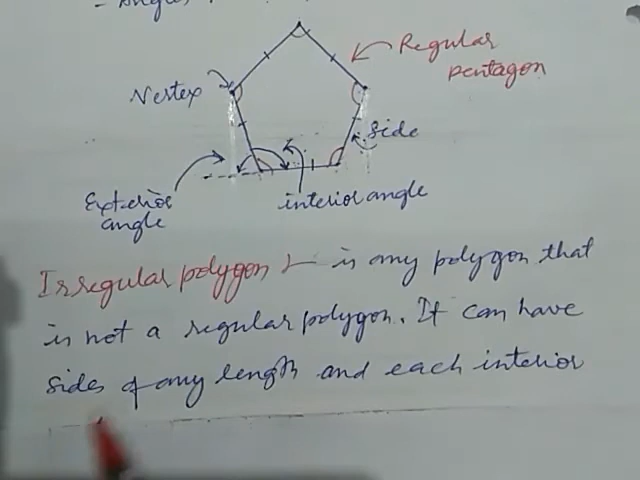 - Angles
Regular
pentagon
Vertex
Side
Exterior
angle
interior angle
Irregular polygon :- is any polygon that
is not a regular polygon. It can have
sides of any length and each interior